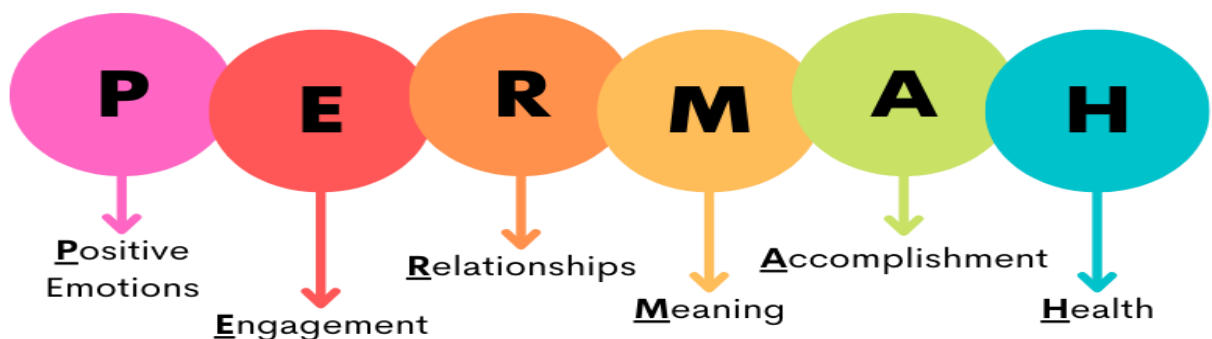 P E R M A H
Positive
Emotions
Engagement
Relationships
Meaning
Accomplishment
Health